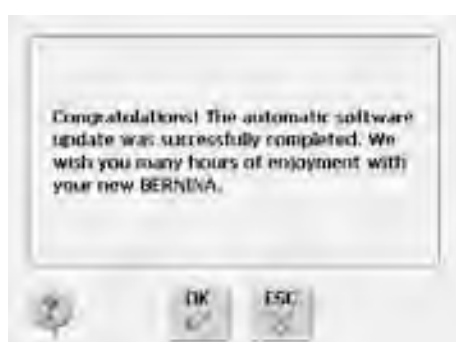 Congratulations! The automatic software
update was successfully completed. We
wish you many hours of enjoyment with
your new BERNINA.
?
OK ESC